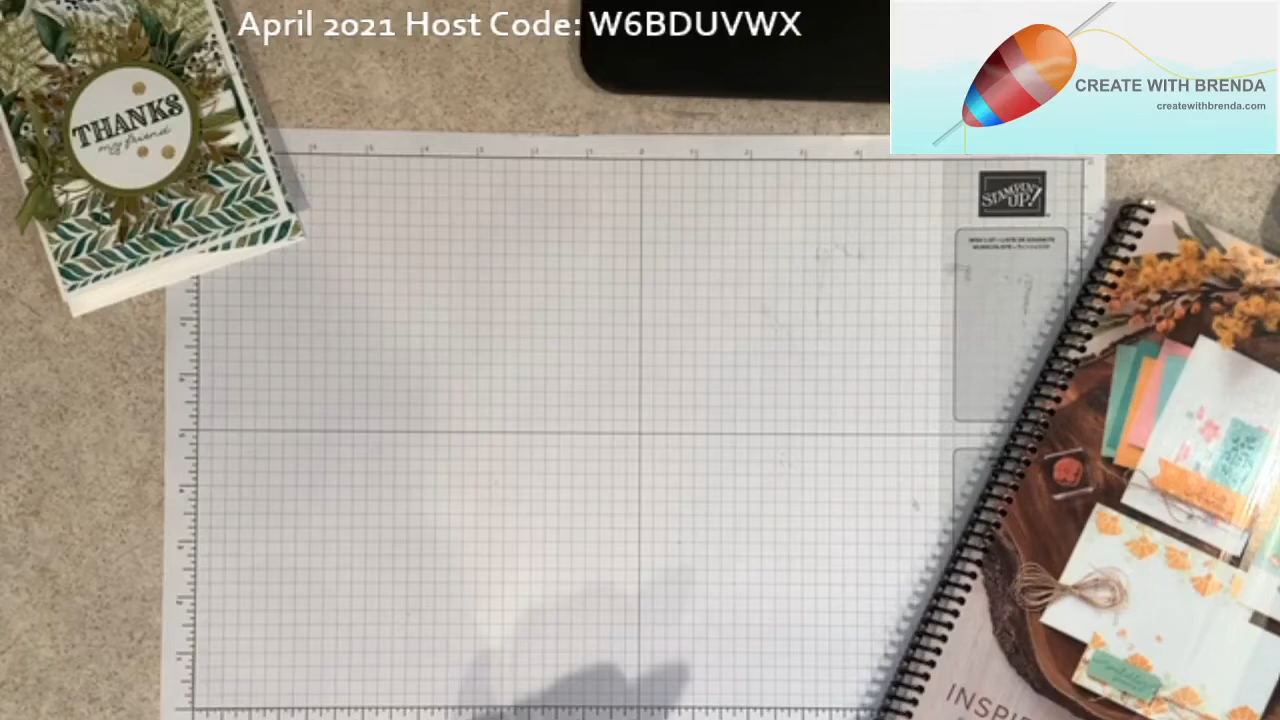 April 2021 Host Code: W6BDUVWX
CREATE WITH BRENDA
createwithbrenda.com
THANKS
my friend
STAMPIN' UP!
INSPI